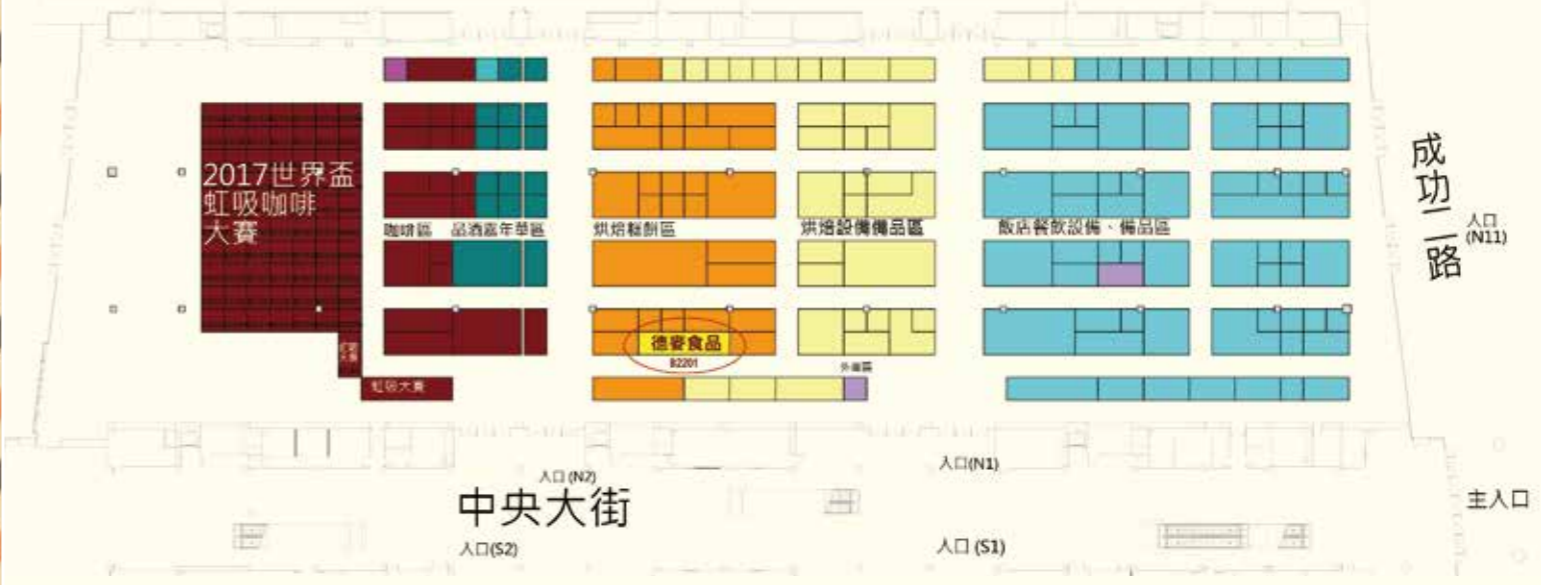 2017世界盃
虹吸咖啡
大賽
咖啡區
品酒嘉年華區
烘焙糕餅區
烘焙設備備品區
飯店餐飲設備、備品區
成功二路
入口
(N11)
德麥食品
B2201
虹吸大賽
入口(N2)
入口(N1)
中央大街
入口(S2)
入口 (S1)
主入口